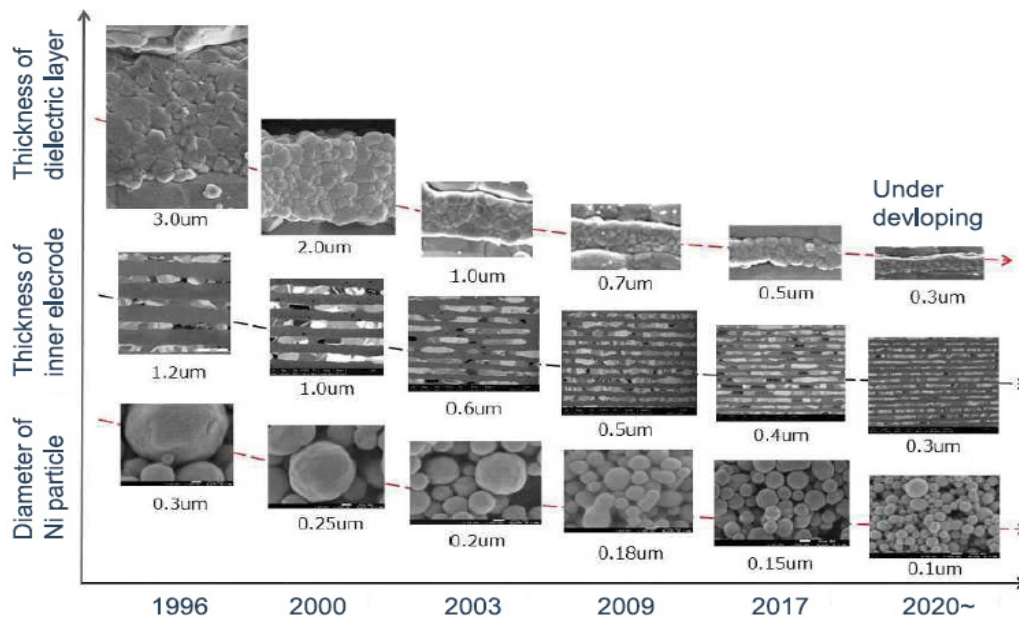 Thickness of
dielectric layer
3.0um
2.0um
1.0um
0.7um
0.5um
0.3um
Under
devloping
Thickness of
inner elecrode
1.2um
1.0um
0.6um
0.5um
0.4um
0.3um
Diameter of
Ni particle
0.3um
0.25um
0.2um
0.18um
0.15um
0.1um
1996
2000
2003
2009
2017
2020~